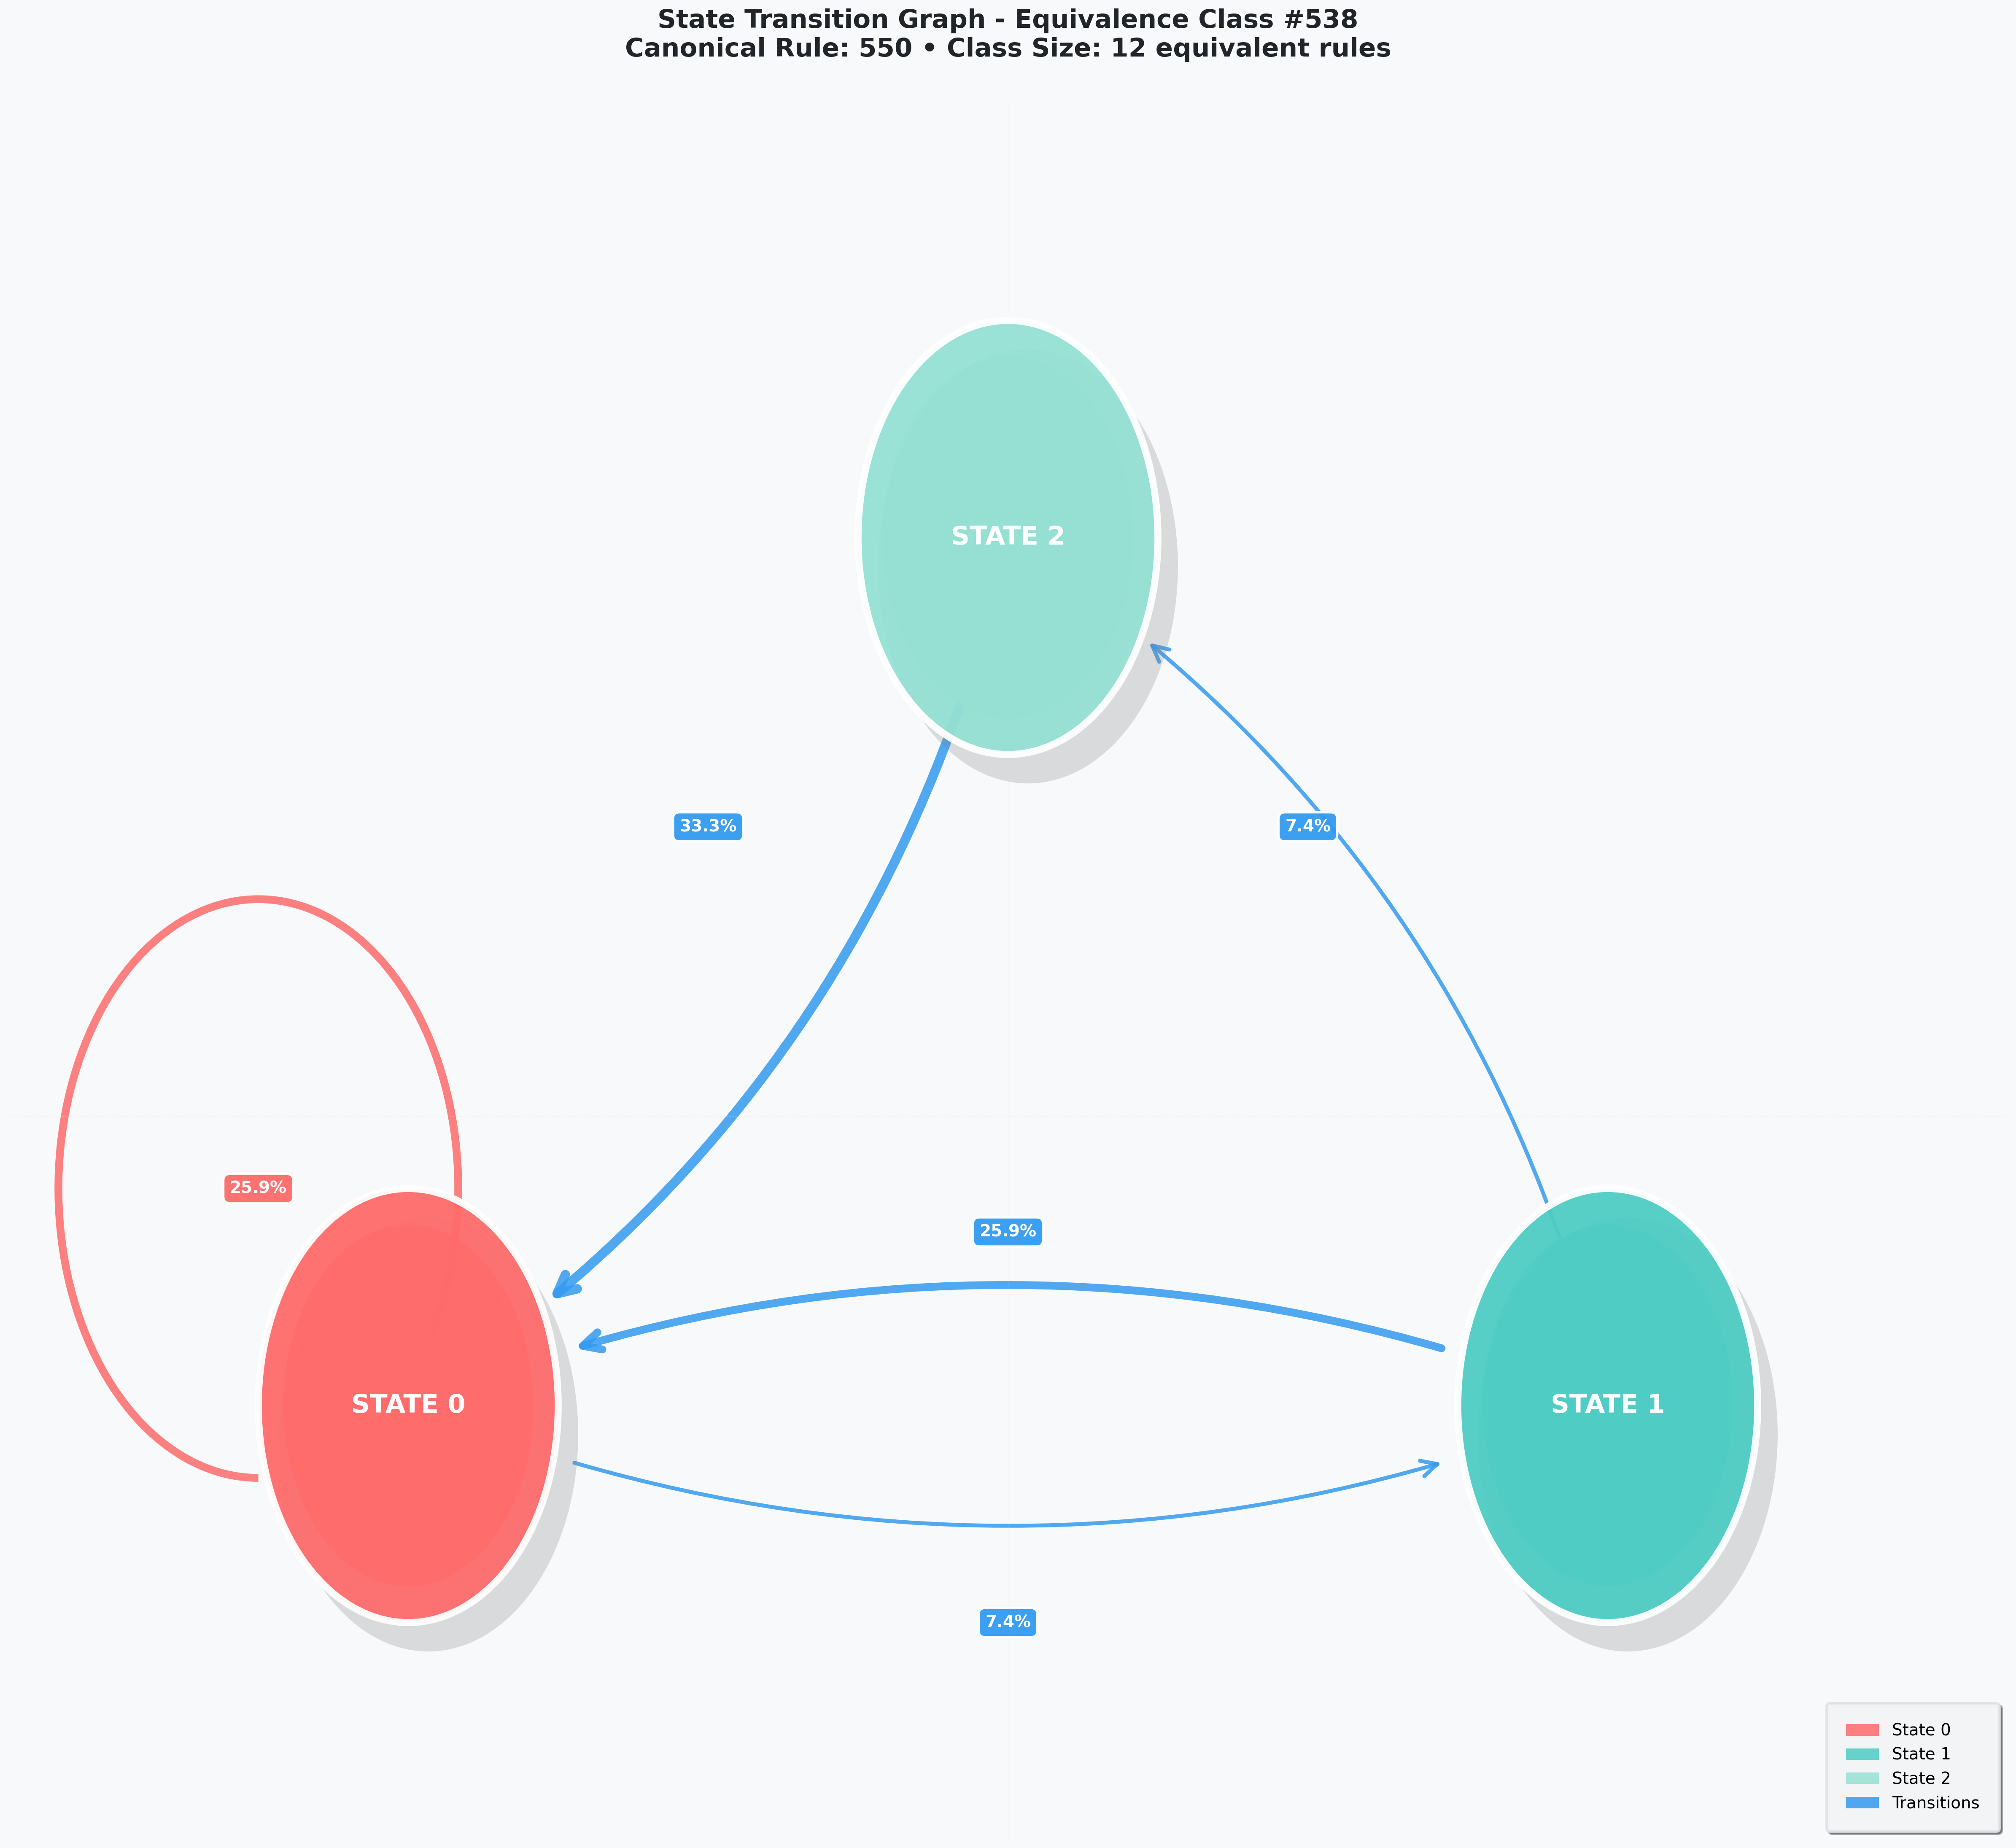 State Transition Graph - Equivalence Class #538
Canonical Rule: 550 • Class Size: 12 equivalent rules
STATE 2
33.3%
7.4%
25.9%
25.9%
STATE 0
STATE 1
7.4%
State 0
State 1
State 2
Transitions